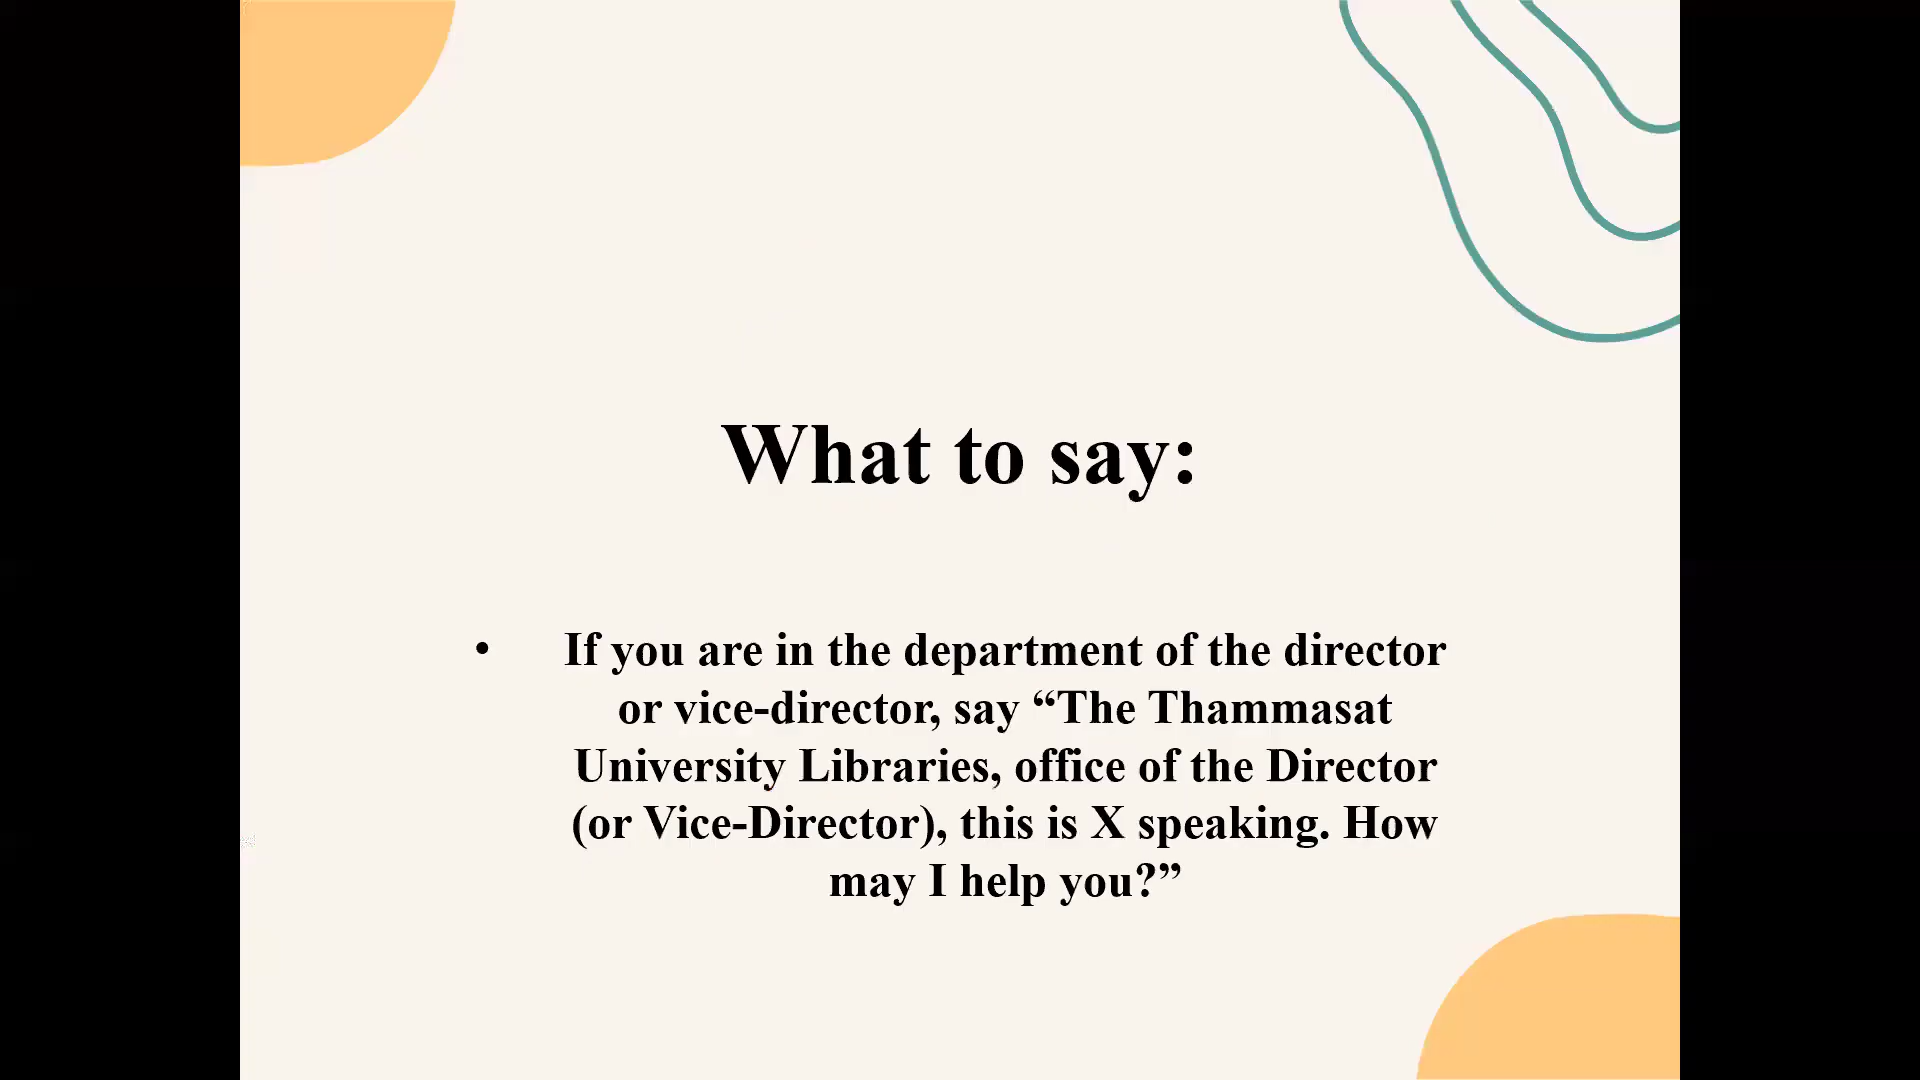 What to say:
• If you are in the department of the director
or vice-director, say “The Thammasat
University Libraries, office of the Director
(or Vice-Director), this is X speaking. How
may I help you?”